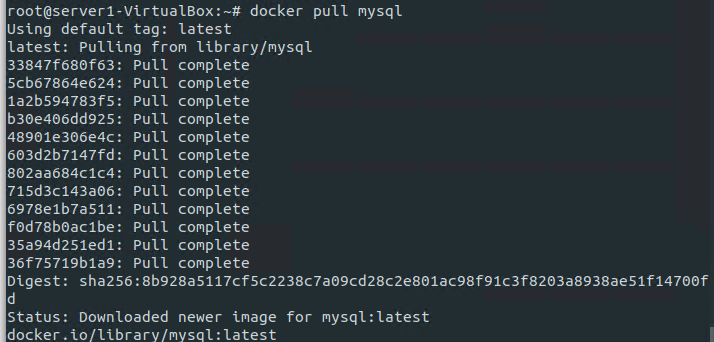 root@server1-VirtualBox:~# docker pull mysql
Using default tag: latest
latest: Pulling from library/mysql
33847f680f63: Pull complete
5cb67864e624: Pull complete
1a2b594783f5: Pull complete
b30e406dd925: Pull complete
48901e306e4c: Pull complete
603d2b7147fd: Pull complete
802aa684c1c4: Pull complete
715d3c143a06: Pull complete
6978e1b7a511: Pull complete
f0d78b0ac1be: Pull complete
35a94d251ed1: Pull complete
36f75719b1a9: Pull complete
Digest: sha256:8b928a5117cf5c2238c7a09cd28c2e801ac98f91c3f8203a8938ae51f14700f
d
Status: Downloaded newer image for mysql:latest
docker.io/library/mysql:latest